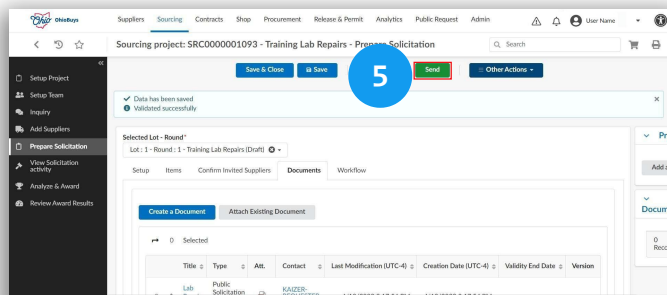 Ohio OhioBuys Suppliers Sourcing Contracts Shop Procurement Release & Permit Analytics Public Request Admin User Name
Sourcing project: SRC0000001093 - Training Lab Repairs - Prepare Solicitation Search
Setup Project
Setup Team
Inquiry
Add Suppliers
Prepare Solicitation
View Solicitation
activity
Analyze & Award
Review Award Results
Save & Close Save 5 Send Other Actions
Data has been saved
Validated successfully
Selected Lot - Round*
Lot : 1 - Round : 1 - Training Lab Repairs (Draft)
Setup Items Confirm Invited Suppliers Documents Workflow
Create a Document Attach Existing Document
0 Selected
Title Type Att. Contact Last Modification (UTC-4) Creation Date (UTC-4) Validity End Date Version
Lab Public Solicitation KAIZER-
Pr
Add a
Docum
0
Reco